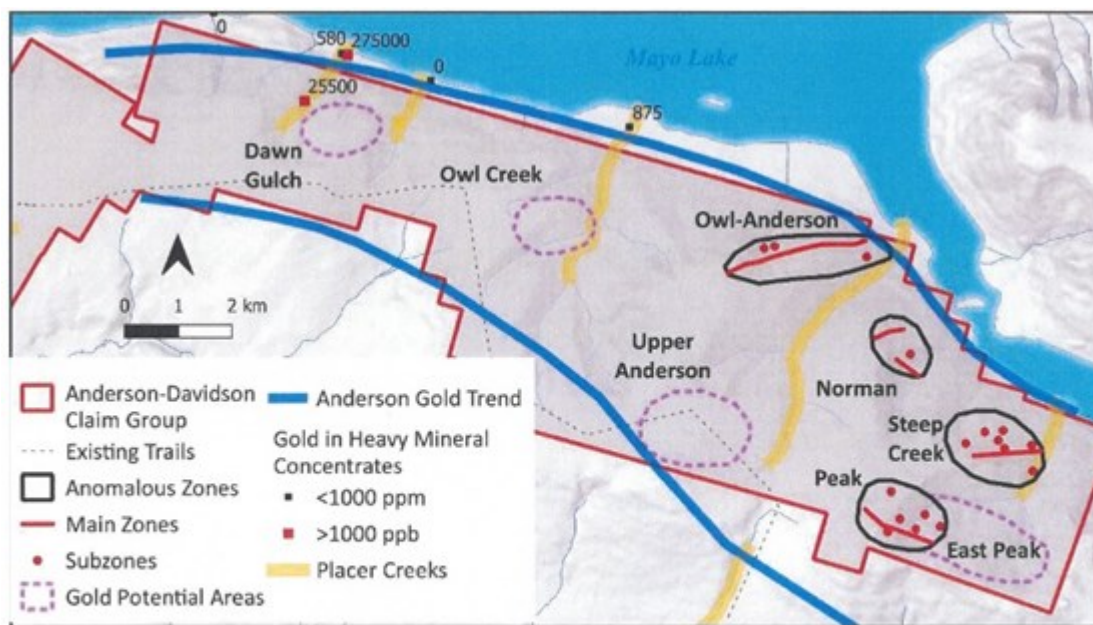 0
580
275000
0
25500
875
Mayo Lake
Dawn
Gulch
Owl Creek
Owl-Anderson
Upper
Anderson
Norman
Steep
Creek
Peak
East Peak
0 1 2 km
Anderson-Davidson
Claim Group
Existing Trails
Anomalous Zones
Main Zones
Subzones
Gold Potential Areas
Anderson Gold Trend
Gold in Heavy Mineral
Concentrates
<1000 ppm
>1000 ppb
Placer Creeks